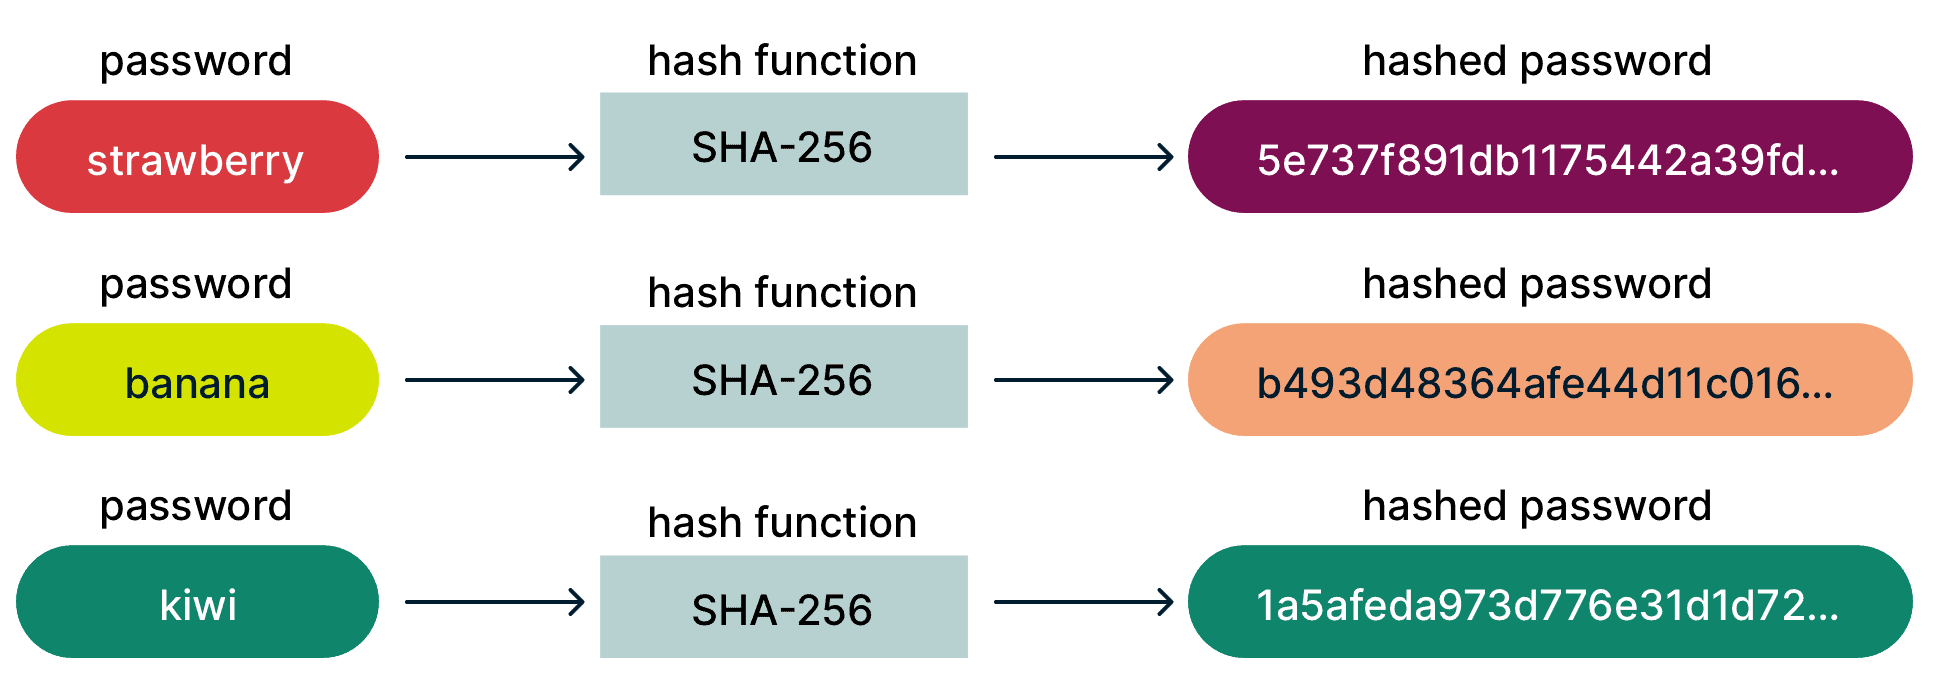 password
hash function
hashed password
strawberry
SHA-256
5e737f891db1175442a39fd...
password
hash function
hashed password
banana
SHA-256
b493d48364afe44d11c016...
password
hash function
hashed password
kiwi
SHA-256
1a5afeda973d776e31d1d72...